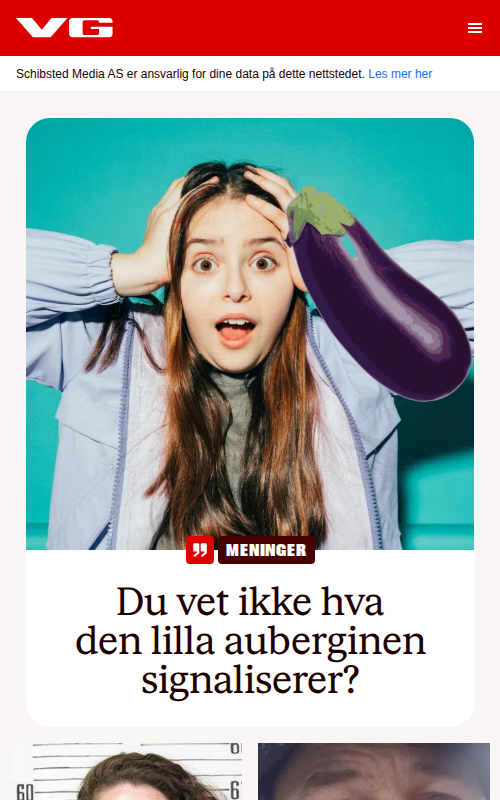 VG
Schibsted Media AS er ansvarlig for dine data på dette nettstedet. Les mer her
MENINGER
Du vet ikke hva
den lilla auberginen
signaliserer?
60